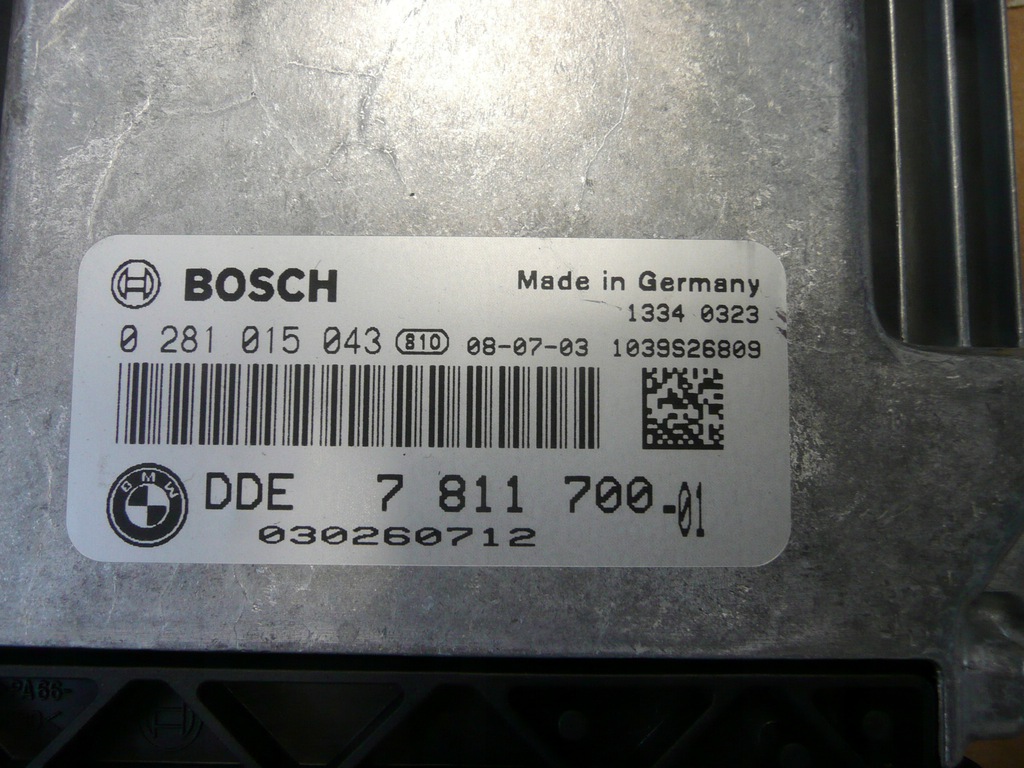 BOSCH Made in Germany
1334 0323
0 281 015 043 810 08-07-03 1039S26809
BMW DDE 7 811 700-01
030260712